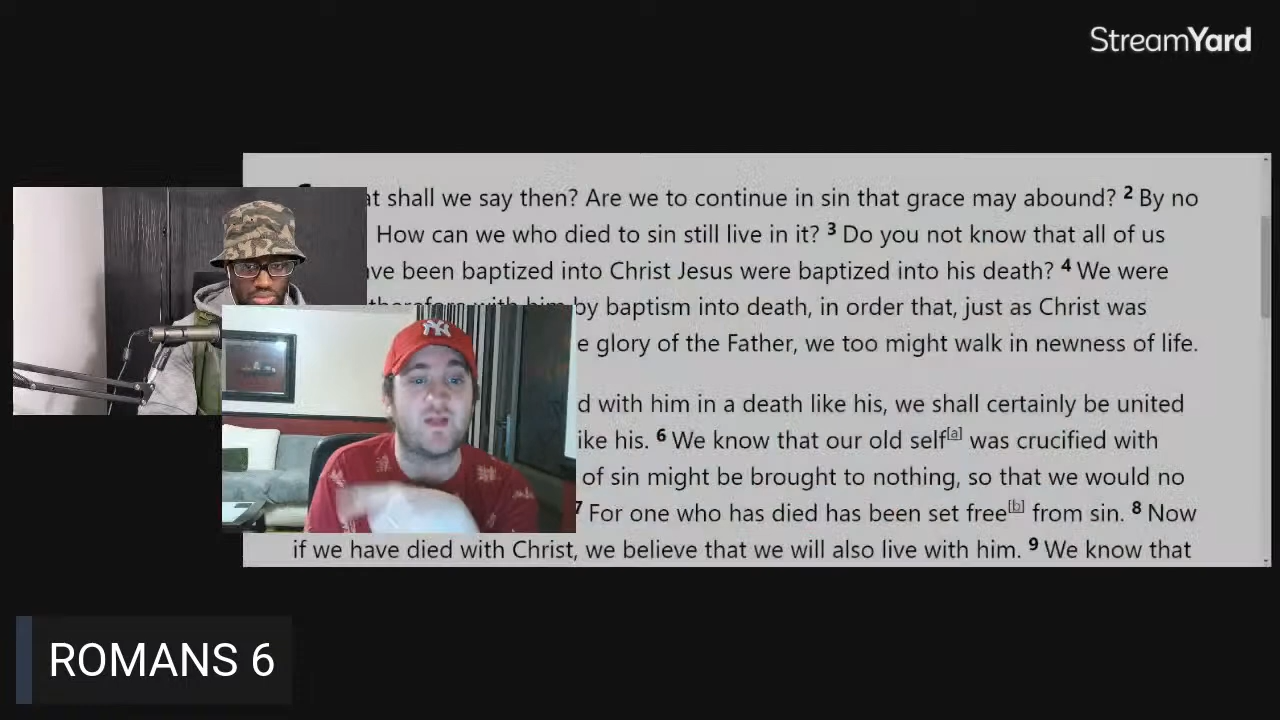 StreamYard
shall we say then? Are we to continue in sin that grace may abound? 2 By no
How can we who died to sin still live in it? 3 Do you not know that all of us
been baptized into Christ Jesus were baptized into his death? 4 We were
therefore with him by baptism into death, in order that, just as Christ was
glory of the Father, we too might walk in newness of life.
with him in a death like his, we shall certainly be united
his. 6 We know that our old self[a] was crucified with
of sin might be brought to nothing, so that we would no
7 For one who has died has been set free[b] from sin. 8 Now
if we have died with Christ, we believe that we will also live with him. 9 We know that
NY
ROMANS 6